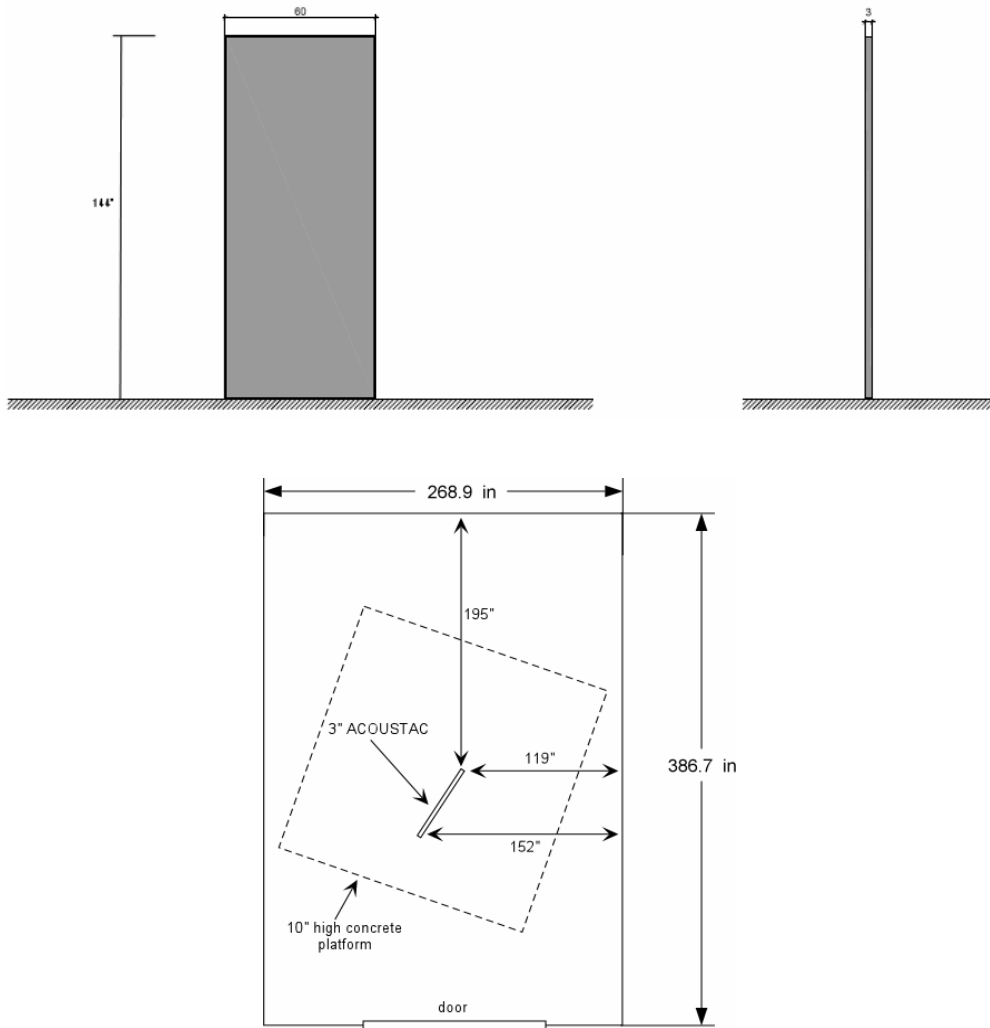 60
3
144"
268.9 in
195"
3" ACOUSTAC
119"
386.7 in
152"
10" high concrete
platform
door